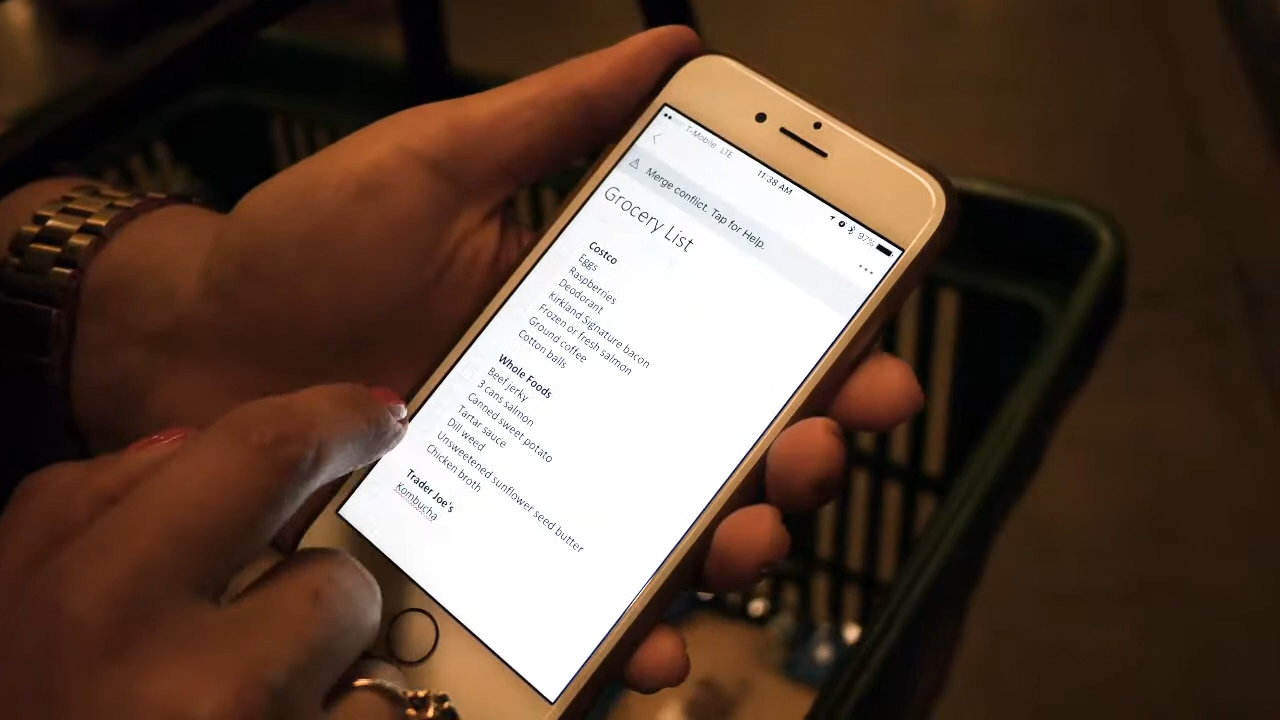 T-Mobile LTE 11:38 AM 97%
Merge conflict. Tap for Help.
Grocery List
Costco
Eggs
Raspberries
Deodorant
Kirkland Signature bacon
Frozen or fresh salmon
Ground coffee
Cotton balls
Whole Foods
Beef jerky
3 cans salmon
Canned sweet potato
Tartar sauce
Dill weed
Unsweetened sunflower seed butter
Chicken broth
Trader Joe's
Kombucha